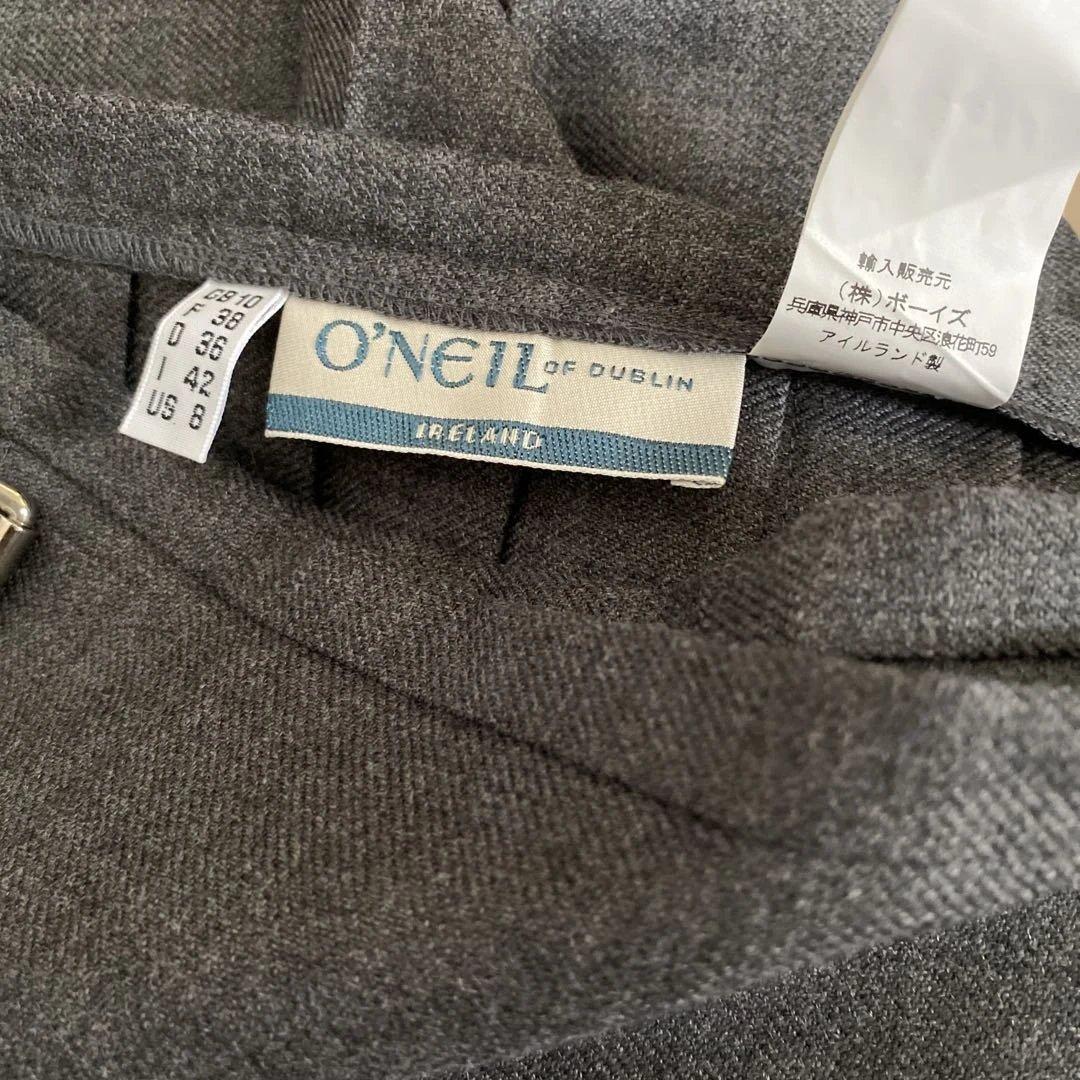 GB 10
F 38
D 36
I 42
US 8
O'NEIL OF DUBLIN
IRELAND
輸入販売元
(株)ボーイズ
兵庫県神戸市中央区浪花町59
アイルランド製